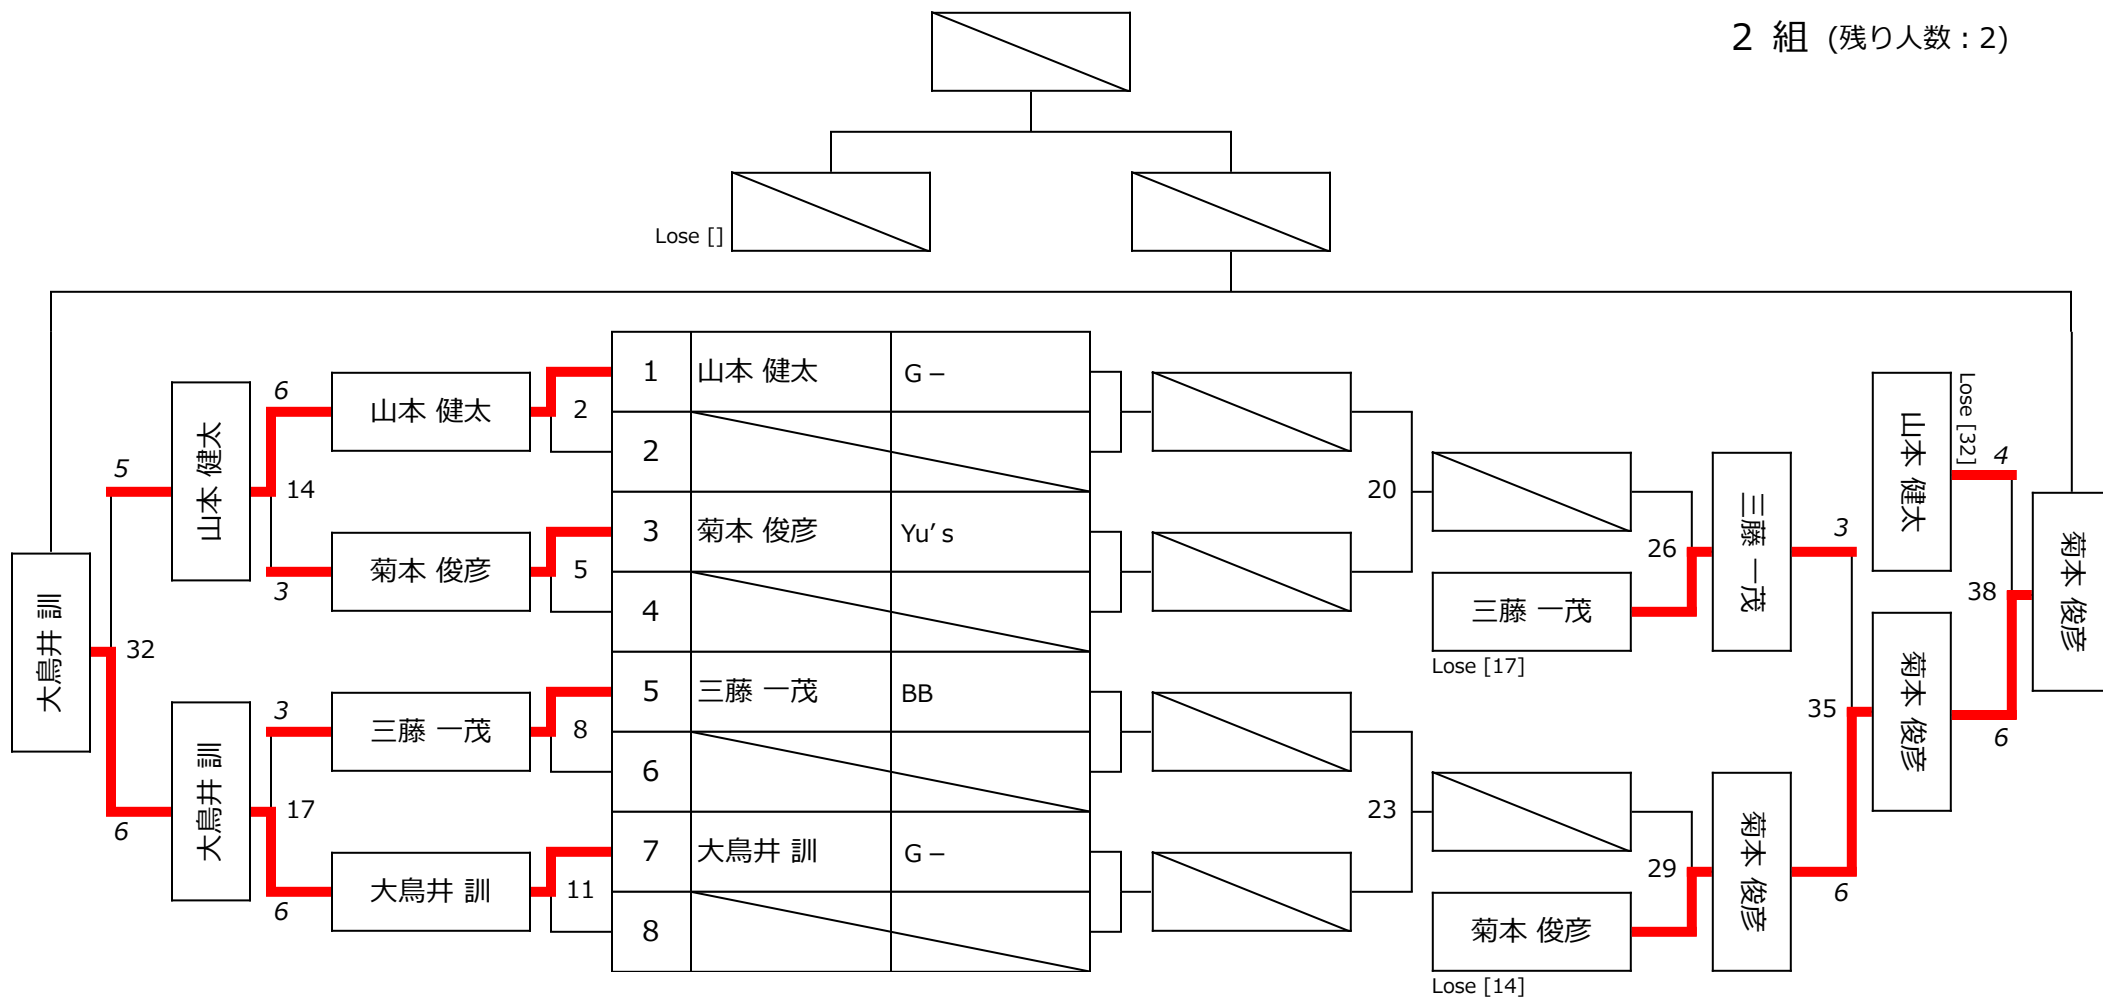 2 組 (残り人数：2)
Lose []
1 山本 健太 G－
2
3 菊本 俊彦 Yu's
4
5 三藤 一茂 BB
6
7 大鳥井 訓 G－
8
山本 健太
2
菊本 俊彦
5
三藤 一茂
8
大鳥井 訓
11
6
山本 健太
14
3
3
大鳥井 訓
17
6
5
大鳥井 訓
32
6
20
23
26
三藤 一茂
Lose [17]
三藤 一茂
29
菊本 俊彦
Lose [14]
菊本 俊彦
3
35
6
山本 健太
Lose [32]
4
菊本 俊彦
38
6
菊本 俊彦